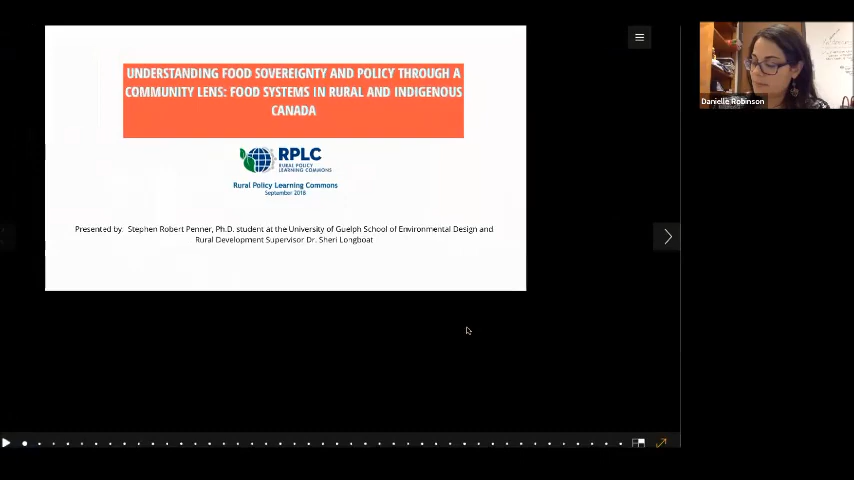 UNDERSTANDING FOOD SOVEREIGNTY AND POLICY THROUGH A
COMMUNITY LENS: FOOD SYSTEMS IN RURAL AND INDIGENOUS
CANADA
RPLC
RURAL POLICY
LEARNING COMMONS
Rural Policy Learning Commons
September 2018
Presented by: Stephen Robert Penner, Ph.D. student at the University of Guelph School of Environmental Design and
Rural Development Supervisor Dr. Sheri Longboat
Danielle Robinson